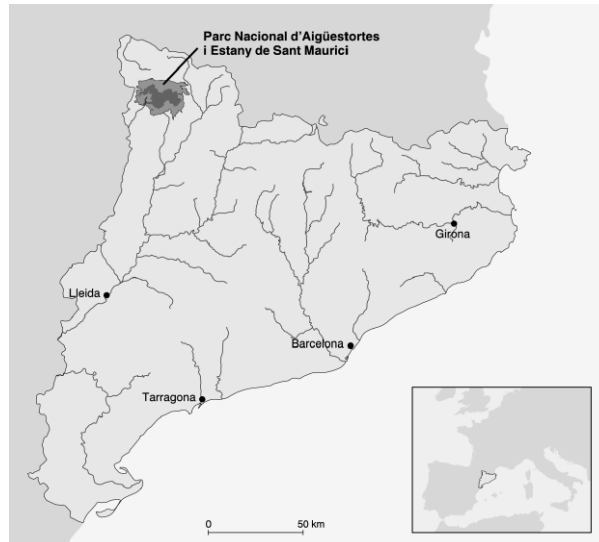 Parc Nacional d'Aigüestortes
i Estany de Sant Maurici
Girona
Lleida
Barcelona
Tarragona
0 50 km